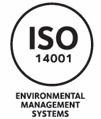 ISO
14001
ENVIRONMENTAL
MANAGEMENT
SYSTEMS